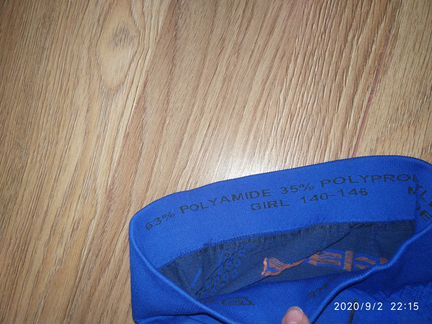 63% POLYAMIDE 35% POLYPRO
GIRL 140-146
2020/9/2 22:15